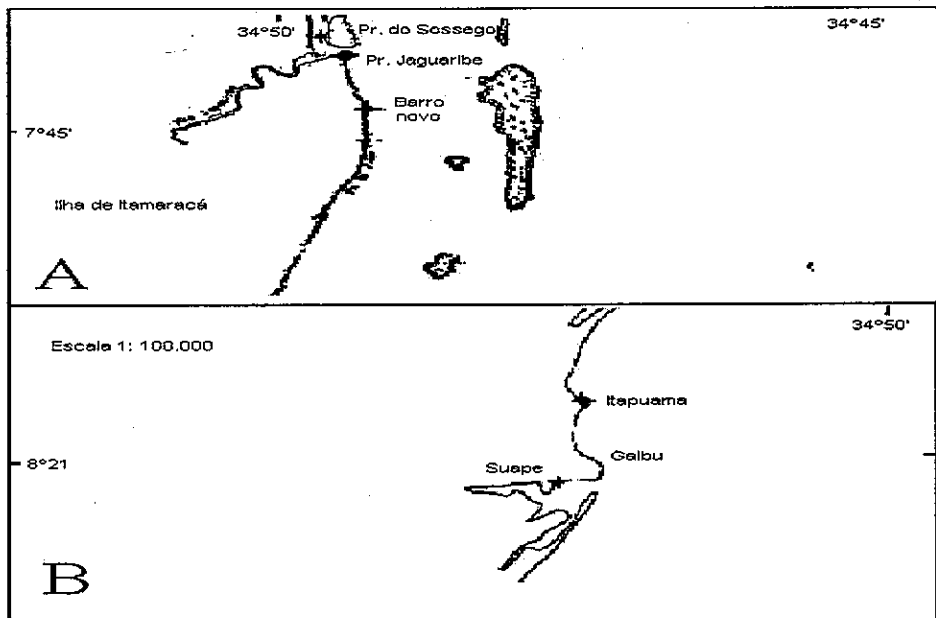 34°50'
34°45'
Pr. do Sossego
Pr. Jaguaribe
Barro
novo
7°45'
Ilha de Itamaracá
A
34°50'
Escala 1: 100.000
Itapuama
Gaibu
8°21
Suape
B